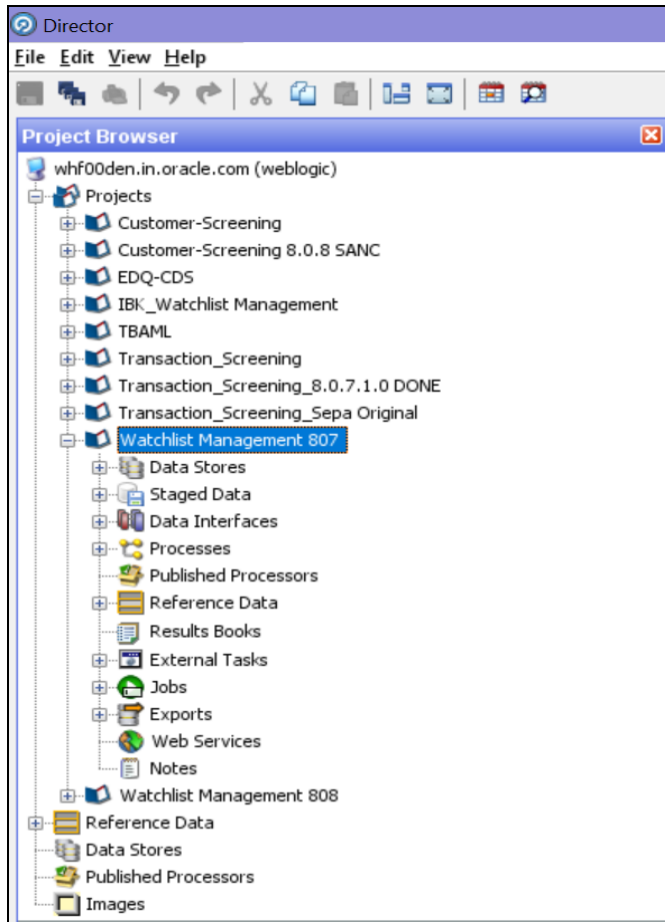 Director
File Edit View Help
Project Browser
whf00den.in.oracle.com (weblogic)
Projects
Customer-Screening
Customer-Screening 8.0.8 SANC
EDQ-CDS
IBK_Watchlist Management
TBAML
Transaction_Screening
Transaction_Screening_8.0.7.1.0 DONE
Transaction_Screening_Sepa Original
Watchlist Management 807
Data Stores
Staged Data
Data Interfaces
Processes
Published Processors
Reference Data
Results Books
External Tasks
Jobs
Exports
Web Services
Notes
Watchlist Management 808
Reference Data
Data Stores
Published Processors
Images